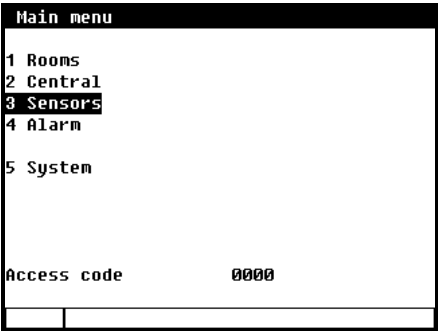 Main menu
1 Rooms
2 Central
3 Sensors
4 Alarm
5 System
Access code 0000